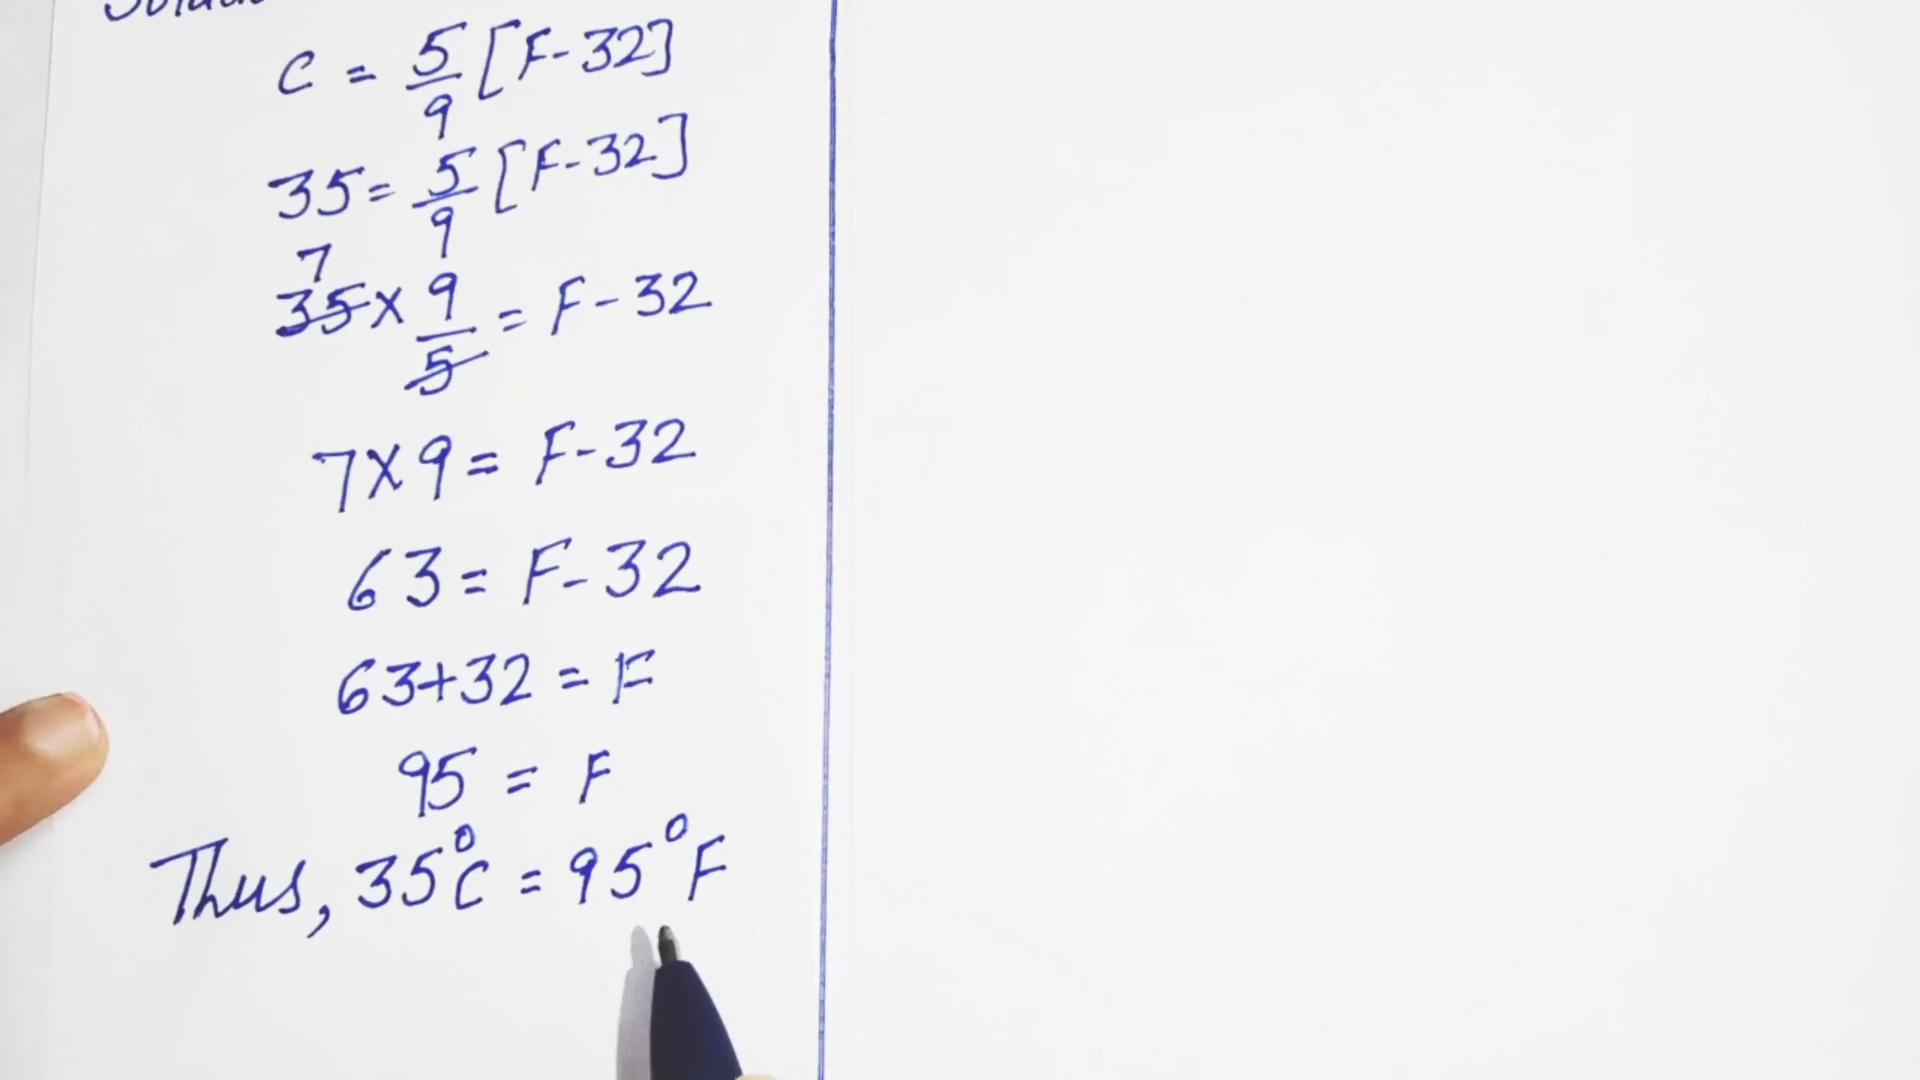 C = 5/9 [F-32]
35 = 5/9 [F-32]
7
35 x 9/5 = F - 32
7 x 9 = F - 32
63 = F - 32
63+32 = F
95 = F
Thus, 35°C = 95°F